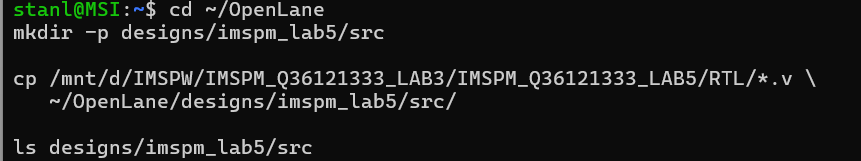 stanl@MSI:~$ cd ~/OpenLane
mkdir -p designs/imspm_lab5/src
cp /mnt/d/IMSPW/IMSPM_Q36121333_LAB3/IMSPM_Q36121333_LAB5/RTL/*.v \
~/OpenLane/designs/imspm_lab5/src/
ls designs/imspm_lab5/src